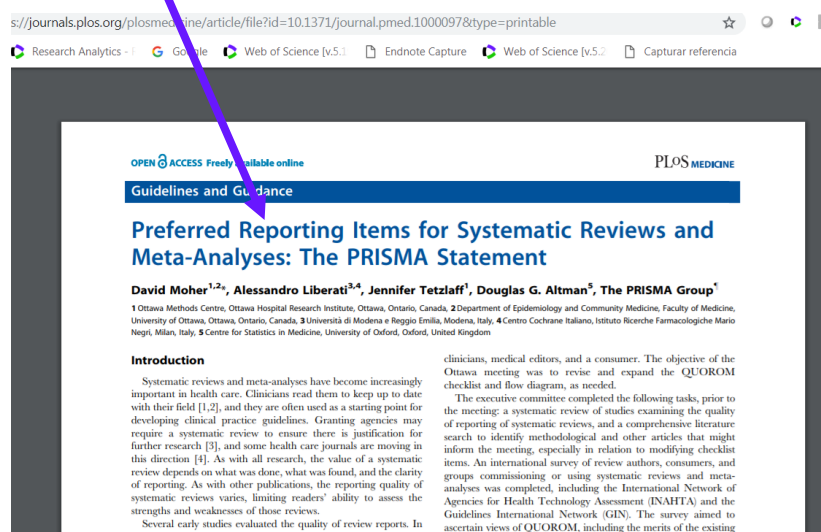 s://journals.plos.org/plosmedicine/article/file?id=10.1371/journal.pmed.1000097&type=printable
Research Analytics - Google Web of Science [v.5.1 Endnote Capture Web of Science [v.5.2 Capturar referencia
OPEN ACCESS Freely available online
PLoS MEDICINE
Guidelines and Guidance
Preferred Reporting Items for Systematic Reviews and
Meta-Analyses: The PRISMA Statement
David Moher1,2*, Alessandro Liberati3,4, Jennifer Tetzlaff1, Douglas G. Altman5, The PRISMA Group¶
1 Ottawa Methods Centre, Ottawa Hospital Research Institute, Ottawa, Ontario, Canada, 2 Department of Epidemiology and Community Medicine, Faculty of Medicine,
University of Ottawa, Ottawa, Ontario, Canada, 3 Università di Modena e Reggio Emilia, Modena, Italy, 4 Centro Cochrane Italiano, Istituto Ricerche Farmacologiche Mario
Negri, Milan, Italy, 5 Centre for Statistics in Medicine, University of Oxford, Oxford, United Kingdom
Introduction
Systematic reviews and meta-analyses have become increasingly
important in health care. Clinicians read them to keep up to date
with their field [1,2], and they are often used as a starting point for
developing clinical practice guidelines. Granting agencies may
require a systematic review to ensure there is justification for
further research [3], and some health care journals are moving in
this direction [4]. As with all research, the value of a systematic
review depends on what was done, what was found, and the clarity
of reporting. As with other publications, the reporting quality of
systematic reviews varies, limiting readers' ability to assess the
strengths and weaknesses of those reviews.
Several early studies evaluated the quality of review reports. In
clinicians, medical editors, and a consumer. The objective of the
Ottawa meeting was to revise and expand the QUOROM
checklist and flow diagram, as needed.
The executive committee completed the following tasks, prior to
the meeting: a systematic review of studies examining the quality
of reporting of systematic reviews, and a comprehensive literature
search to identify methodological and other articles that might
inform the meeting, especially in relation to modifying checklist
items. An international survey of review authors, consumers, and
groups commissioning or using systematic reviews and meta-
analyses was completed, including the International Network of
Agencies for Health Technology Assessment (INAHTA) and the
Guidelines International Network (GIN). The survey aimed to
ascertain views of QUOROM, including the merits of the existing